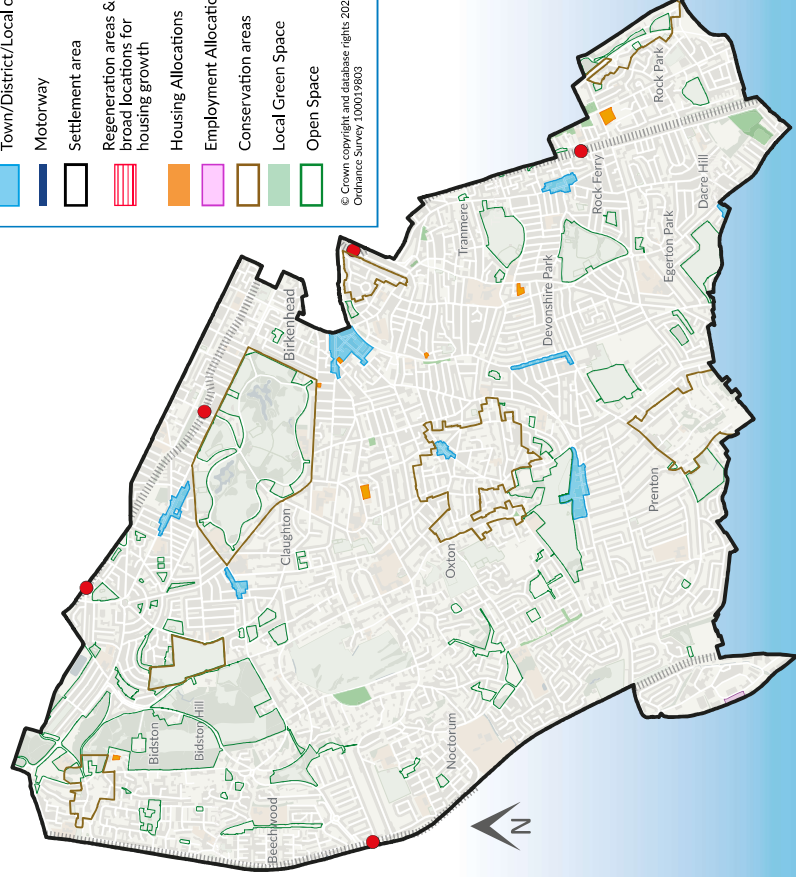 Town/District/Local
Motorway
Settlement area
Regeneration areas &
broad locations for
housing growth
Housing Allocations
Employment
Conservation areas
Local Green Space
Open Space
© Crown copyright and database rights
Ordnance Survey 100019803
Rock Park
Rock Ferry
Dacre Hill
Tranmere
Egerton Park
Devonshire Park
Birkenhead
Claughton
Oxton
Prenton
Bidston
Bidston Hill
Noctorum
Beechwood
N